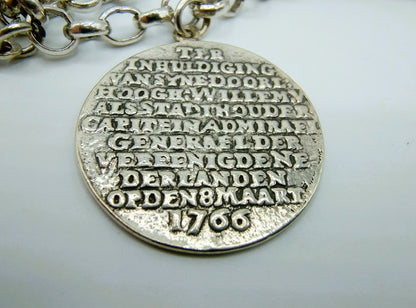 TER
INHULDIGING
VAN SYNE DOORL
HOOGH·WILLEM V
ALS STADTHOUDER
CAPITEIN ADMIRAEL
GENERAEL DER
VEREENIGDE NE
DERLANDEN
OP DEN 8 MAART
1766